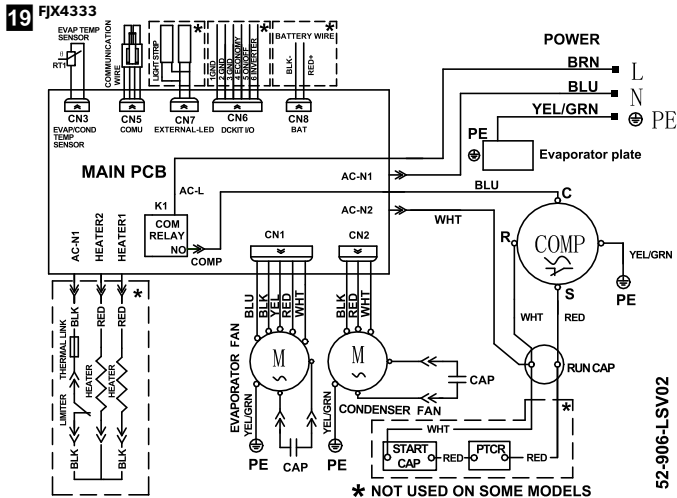 19 FJX4333
EVAP TEMP
SENSOR
RT1
θ
COMMUNICATION
WIRE
LIGHT STRIP
*
1GND
2 GND
3 GND
4 ECONOMY
5 ON/OFF
6 INVERTER
*
BATTERY WIRE
*
BLK-
RED+
POWER
BRN
L
BLU
N
YEL/GRN
PE
PE
Evaporator plate
CN3
EVAP/COND
TEMP
SENSOR
CN5
COMU
CN7
EXTERNAL-LED
CN6
DCKIT I/O
CN8
BAT
MAIN PCB
AC-N1
AC-L
BLU
C
K1
COM
RELAY
NO
COMP
AC-N2
WHT
R
COMP
YEL/GRN
PE
S
AC-N1
HEATER2
HEATER1
CN1
CN2
*
BLK
RED
RED
BLU
BLK
YEL
RED
WHT
BLK
RED
WHT
WHT
RED
THERMAL LINK
HEATER
HEATER
LIMITER
BLK
BLK
EVAPORATOR FAN
M
YEL/GRN
PE
CAP
M
YEL/GRN
PE
CAP
CONDENSER FAN
RUN CAP
*
WHT
START
CAP
RED
PTCR
RED
52-906-LSV02
* NOT USED ON SOME MODELS